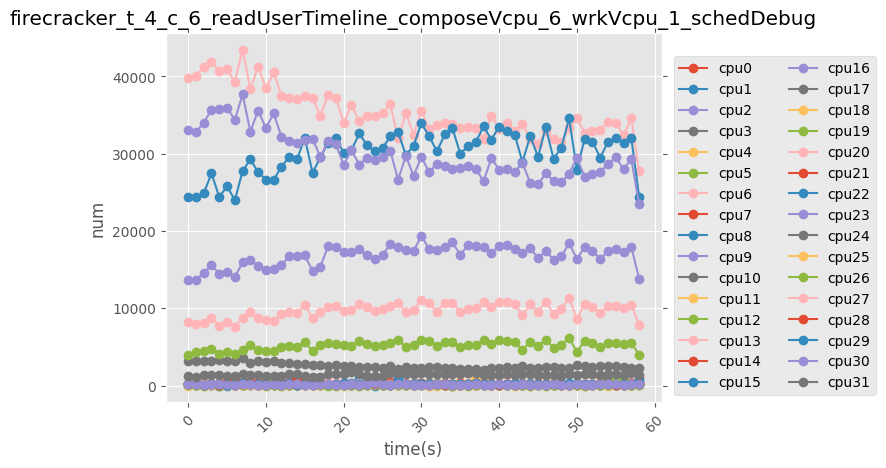 firecracker_t_4_c_6_readUserTimeline_composeVcpu_6_wrkVcpu_1_schedDebug
num
40000
30000
20000
10000
0
0
10
20
30
40
50
60
time(s)
cpu0
cpu1
cpu2
cpu3
cpu4
cpu5
cpu6
cpu7
cpu8
cpu9
cpu10
cpu11
cpu12
cpu13
cpu14
cpu15
cpu16
cpu17
cpu18
cpu19
cpu20
cpu21
cpu22
cpu23
cpu24
cpu25
cpu26
cpu27
cpu28
cpu29
cpu30
cpu31